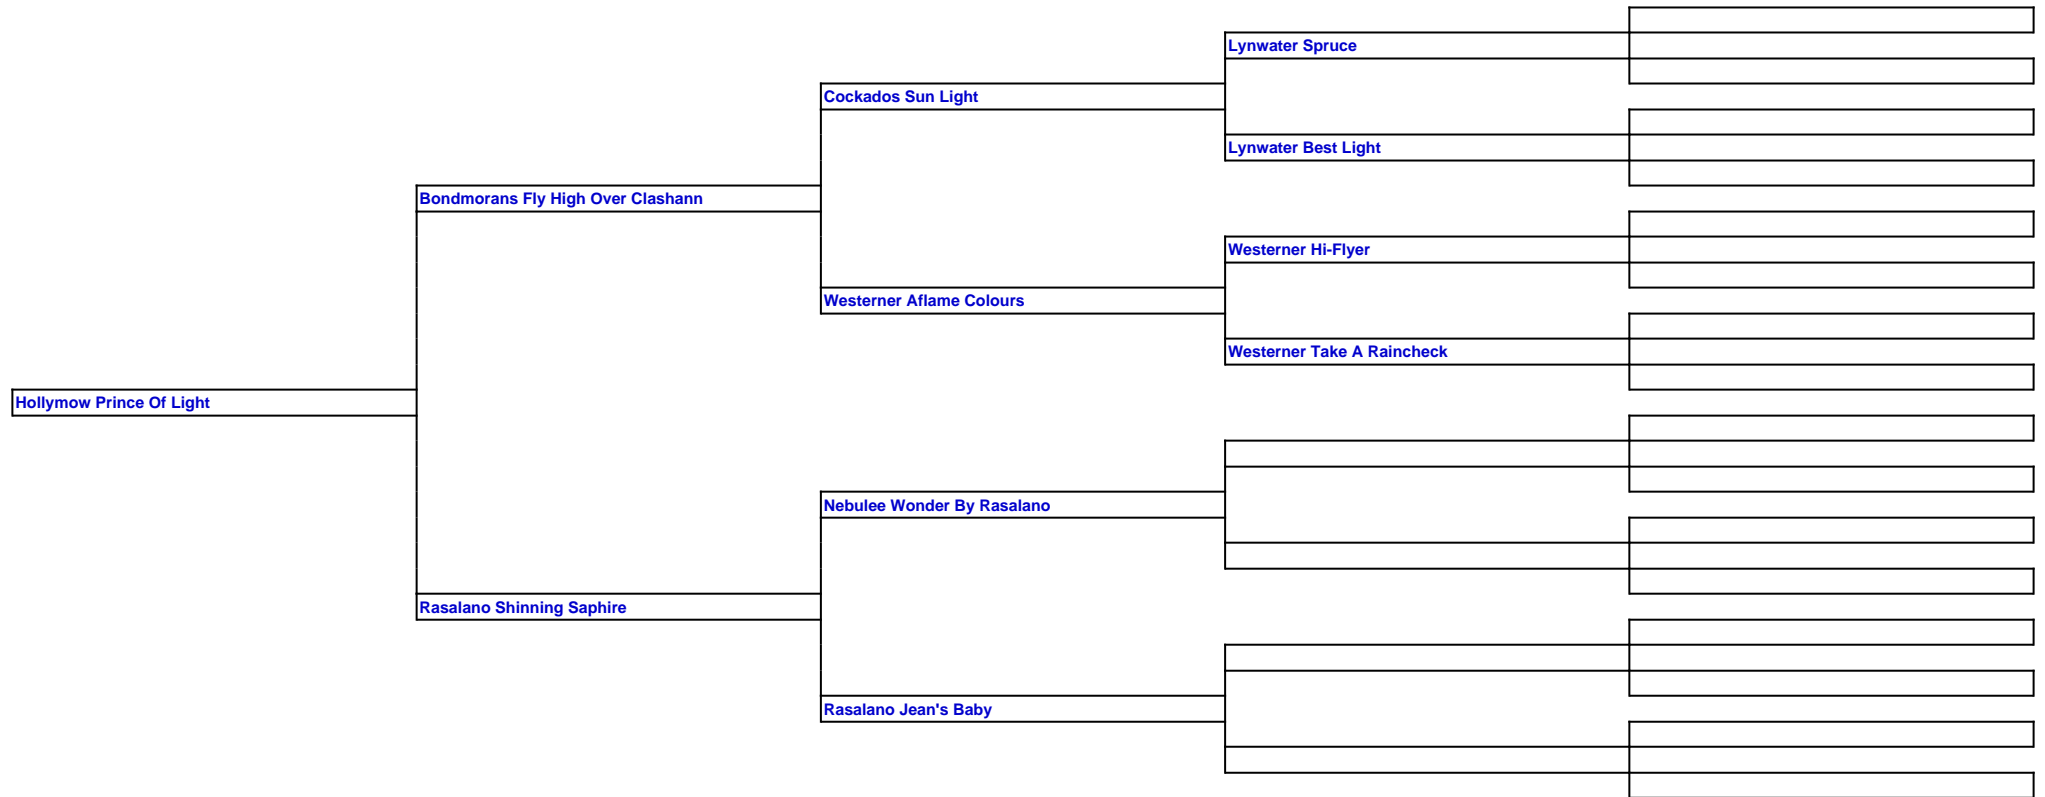 Lynwater Spruce
Cockados Sun Light
Lynwater Best Light
Bondmorans Fly High Over Clashann
Westerner Hi-Flyer
Westerner Aflame Colours
Westerner Take A Raincheck
Hollymow Prince Of Light
Nebulee Wonder By Rasalano
Rasalano Shinning Saphire
Rasalano Jean's Baby